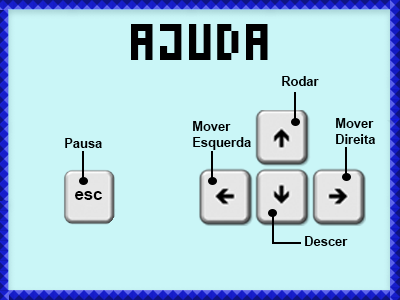 AJUDA
Rodar
Mover
Esquerda
Mover
Direita
Pausa
esc
Descer